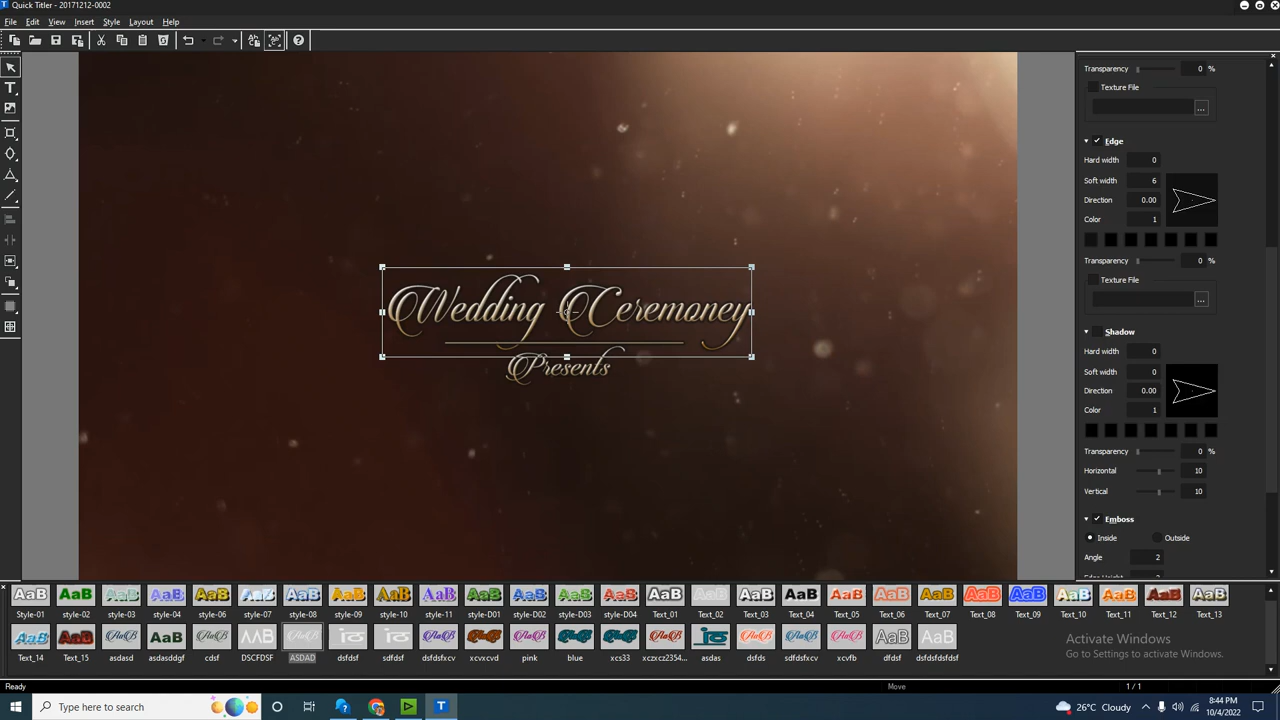 Quick Titler - 20171212-0002
File Edit View Insert Style Layout Help
Transparency 0 %
Texture File
...
Edge
Hard width 0
Soft width 6
Direction 0.00
Color 1
Transparency 0 %
Texture File
...
Shadow
Hard width 0
Soft width 0
Direction 0.00
Color 1
Transparency 0 %
Horizontal 10
Vertical 10
Emboss
Inside Outside
Angle 2
Wedding Ceremoney
Presents
Style-01 style-02 style-03 style-04 style-06 style-07 style-08 style-09 style-10 style-11 style-D01 style-D02 style-D03 style-D04 Text_01 Text_02 Text_03 Text_04 Text_05 Text_06 Text_07 Text_08 Text_09 Text_10 Text_11 Text_12 Text_13
Text_14 Text_15 asdasd asdasddgf cdsf DSCFDSF ASDAD dsfdsf sdfdsf dsfdsfxcv xcvxcvd pink blue xcs33 xczxcz2354... asdas dsfds sdfdsfxcv xcvfb dfdsf dsfdsfdsfdsf
Activate Windows
Go to Settings to activate Windows.
Ready Move 1 / 1
Type here to search
26°C Cloudy
8:44 PM
10/4/2022